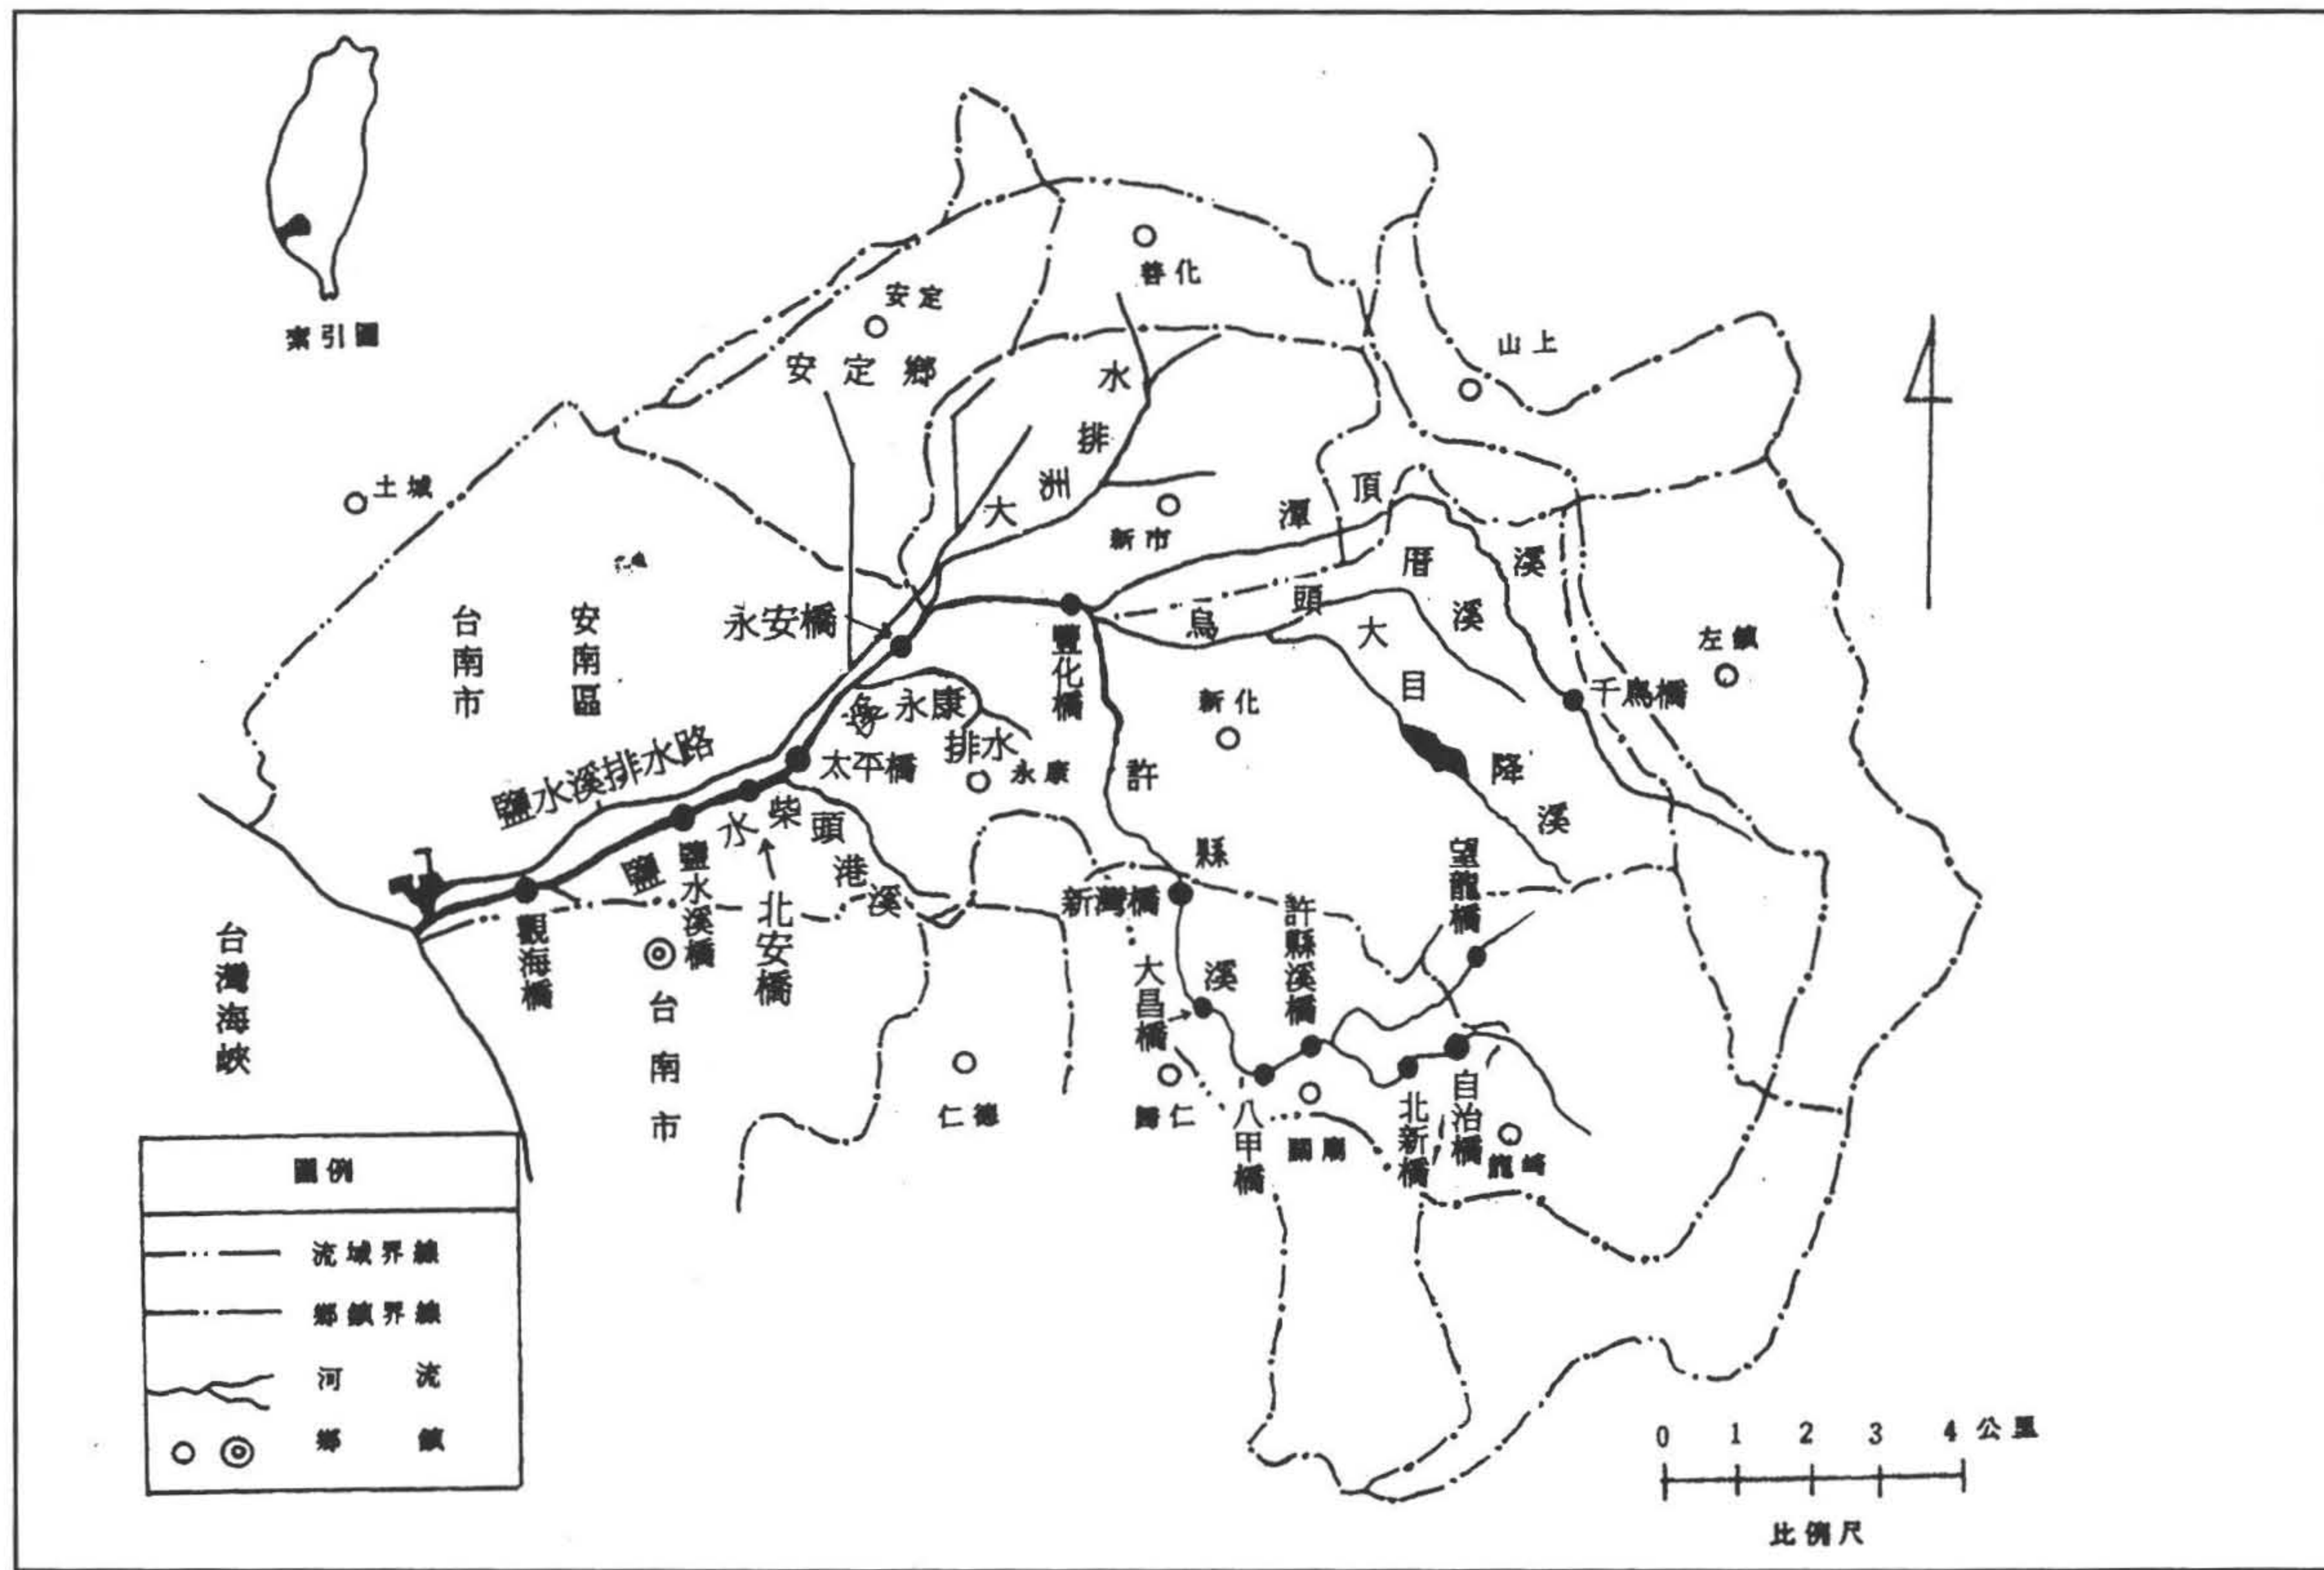 索引圖
善化
安定
安定鄉
山上
土城
大洲排水
新市
潭頂溪
烏頭厝溪
大目降溪
永安橋
豐化橋
台南市
安南區
左鎮
千鳥橋
新化
永康
排水
太平橋
永康
鹽水溪排水路
柴頭港溪
鹽水
鹽水溪橋
北安橋
觀海橋
許縣溪
新灣橋
望龍橋
許縣溪橋
大昌橋
台灣海峽
台南市
仁德
歸仁
八甲橋
關廟
北新橋
自治橋
龍崎
圖例
流域界線
鄉鎮界線
河流
鄉鎮
0 1 2 3 4 公里
比例尺